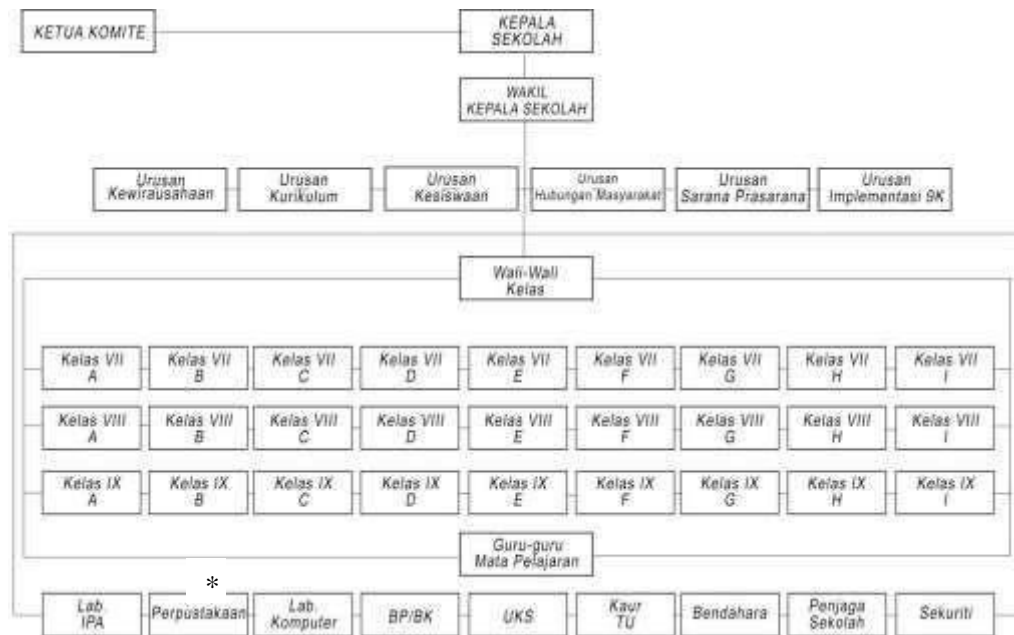 KETUA KOMITE
KEPALA
SEKOLAH
WAKIL
KEPALA SEKOLAH
Urusan
Kewirausahaan
Urusan
Kurikulum
Urusan
Kesiswaan
Urusan
Hubungan Masyarakat
Urusan
Sarana Prasarana
Urusan
Implementasi 9K
Wali-Wali
Kelas
Kelas VII
A
Kelas VII
B
Kelas VII
C
Kelas VII
D
Kelas VII
E
Kelas VII
F
Kelas VII
G
Kelas VII
H
Kelas VII
I
Kelas VIII
A
Kelas VIII
B
Kelas VIII
C
Kelas VIII
D
Kelas VIII
E
Kelas VIII
F
Kelas VIII
G
Kelas VIII
H
Kelas VIII
I
Kelas IX
A
Kelas IX
B
Kelas IX
C
Kelas IX
D
Kelas IX
E
Kelas IX
F
Kelas IX
G
Kelas IX
H
Kelas IX
I
Guru-guru
Mata Pelajaran
*
Lab
IPA
Perpustakaan
Lab
Komputer
BP/BK
UKS
Kaur
TU
Bendahara
Penjaga
Sekolah
Sekuriti